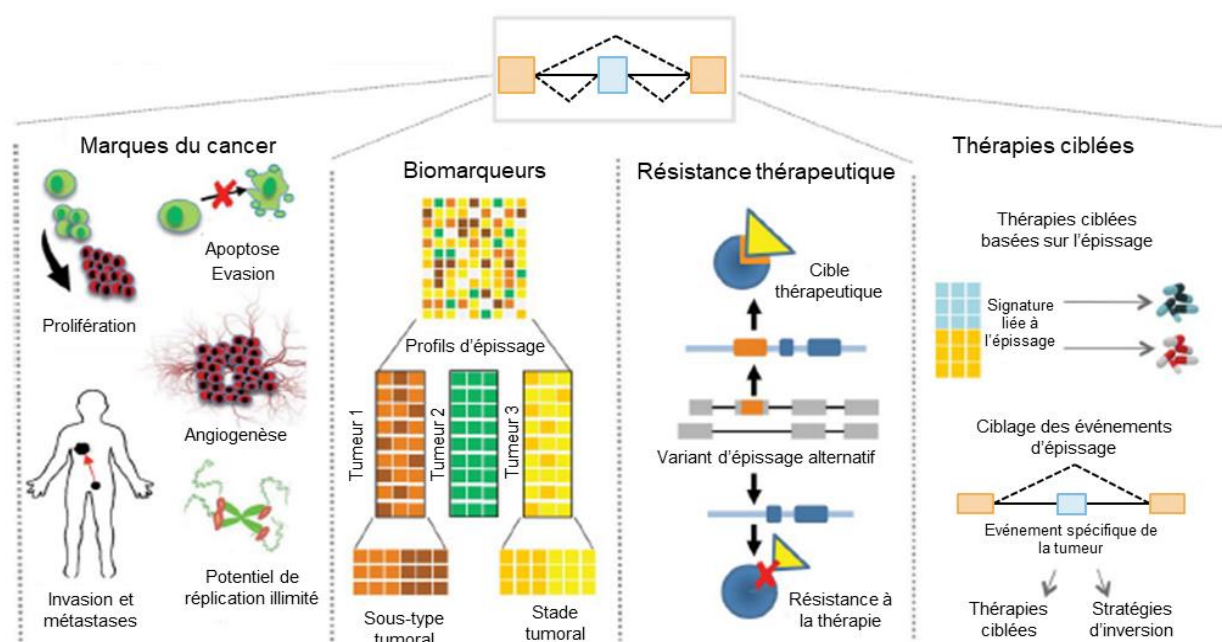 Marques du cancer
Apoptose
Evasion
Prolifération
Angiogenèse
Invasion et
métastases
Potentiel de
réplication illimité
Biomarqueurs
Profils d'épissage
Tumeur 1
Tumeur 2
Tumeur 3
Sous-type
tumoral
Stade
tumoral
Résistance thérapeutique
Cible
thérapeutique
Variant d'épissage alternatif
Résistance à
la thérapie
Thérapies ciblées
Thérapies ciblées
basées sur l'épissage
Signature
liée à
l'épissage
Ciblage des événements
d'épissage
Evénement spécifique de
la tumeur
Thérapies
ciblées
Stratégies
d'inversion